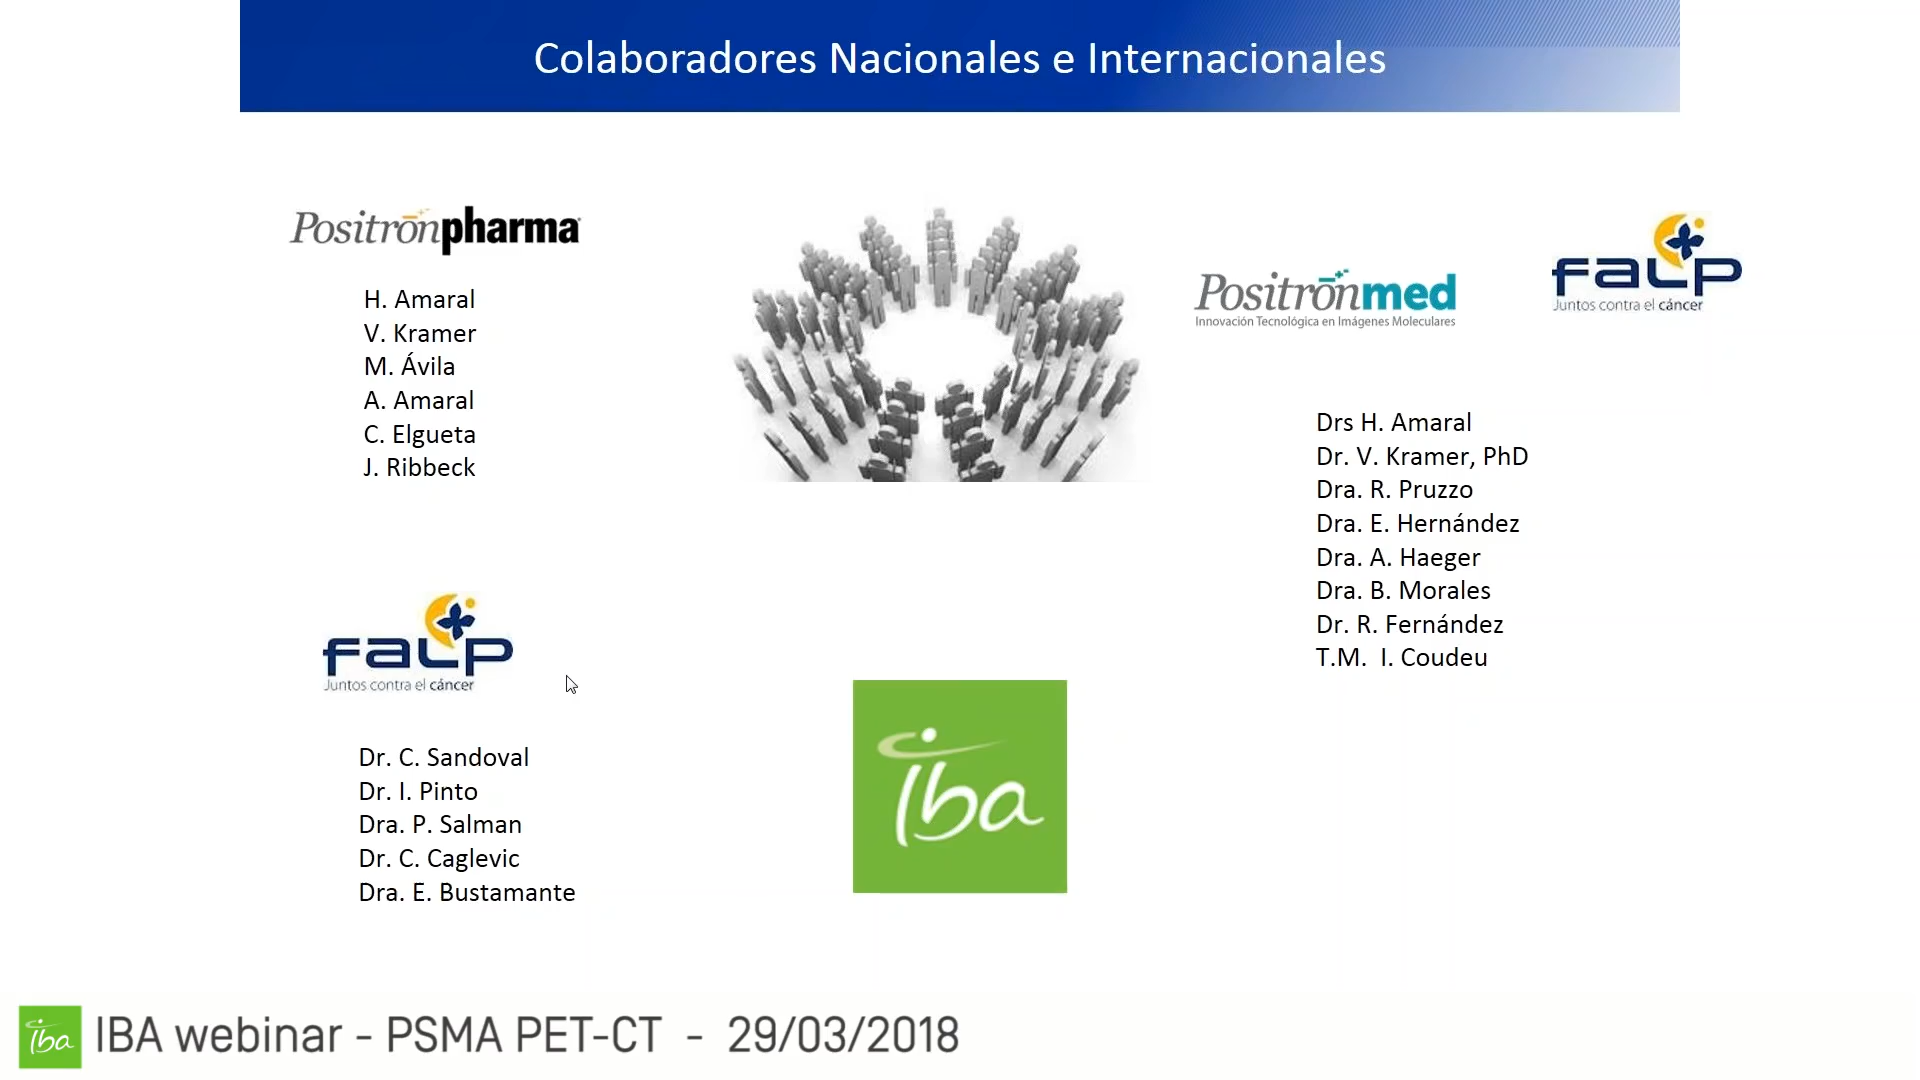 Colaboradores Nacionales e Internacionales
Positronpharma
H. Amaral
V. Kramer
M. Ávila
A. Amaral
C. Elgueta
J. Ribbeck
Positronmed
Innovación Tecnológica en Imágenes Moleculares
falp
Juntos contra el cáncer
Drs H. Amaral
Dr. V. Kramer, PhD
Dra. R. Pruzzo
Dra. E. Hernández
Dra. A. Haeger
Dra. B. Morales
Dr. R. Fernández
T.M.  I. Coudeu
falp
Juntos contra el cáncer
Dr. C. Sandoval
Dr. I. Pinto
Dra. P. Salman
Dr. C. Caglevic
Dra. E. Bustamante
iba
iba
IBA webinar - PSMA PET-CT - 29/03/2018